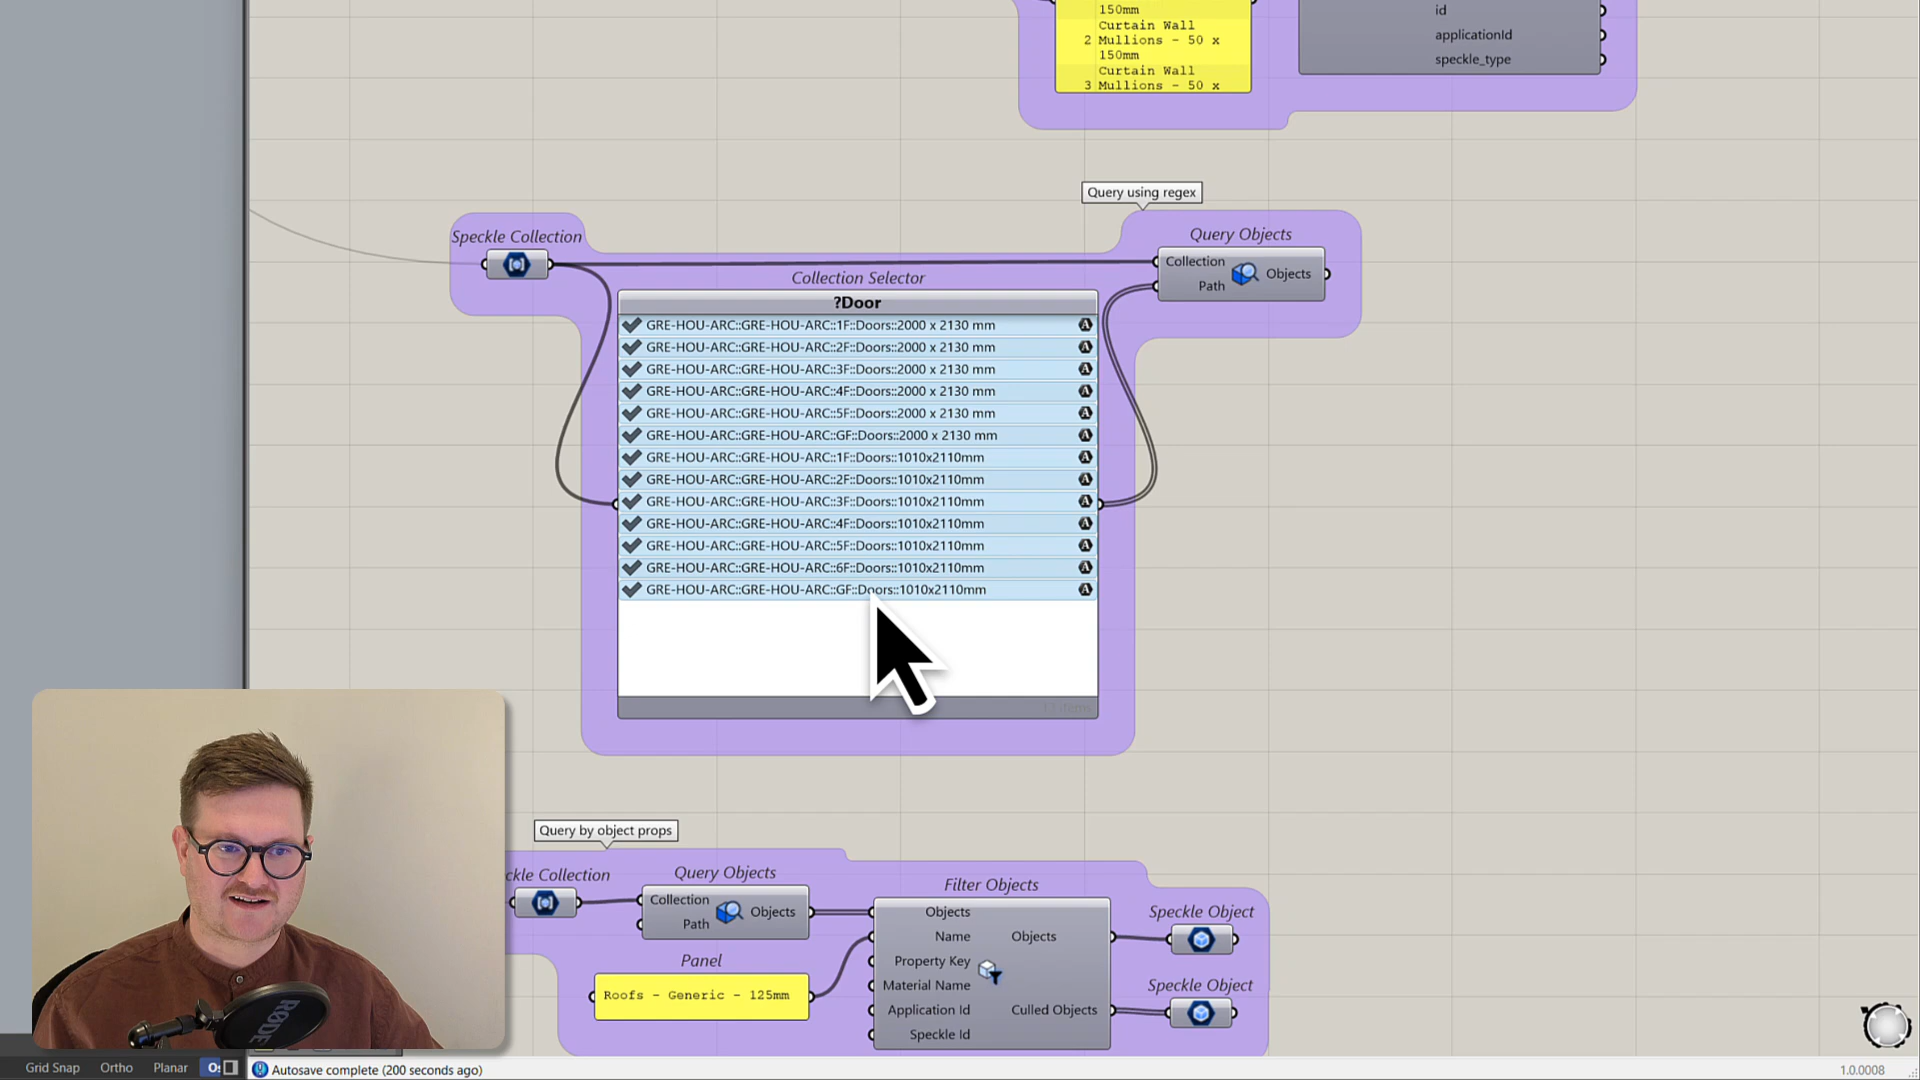 150mm
Curtain Wall
2 Mullions - 50 x
150mm
Curtain Wall
3 Mullions - 50 x
id
applicationId
speckle_type
Query using regex
Speckle Collection
Query Objects
Collection
Path
Objects
Collection Selector
?Door
GRE-HOU-ARC::GRE-HOU-ARC::1F::Doors::2000 x 2130 mm
GRE-HOU-ARC::GRE-HOU-ARC::2F::Doors::2000 x 2130 mm
GRE-HOU-ARC::GRE-HOU-ARC::3F::Doors::2000 x 2130 mm
GRE-HOU-ARC::GRE-HOU-ARC::4F::Doors::2000 x 2130 mm
GRE-HOU-ARC::GRE-HOU-ARC::5F::Doors::2000 x 2130 mm
GRE-HOU-ARC::GRE-HOU-ARC::GF::Doors::2000 x 2130 mm
GRE-HOU-ARC::GRE-HOU-ARC::1F::Doors::1010x2110mm
GRE-HOU-ARC::GRE-HOU-ARC::2F::Doors::1010x2110mm
GRE-HOU-ARC::GRE-HOU-ARC::3F::Doors::1010x2110mm
GRE-HOU-ARC::GRE-HOU-ARC::4F::Doors::1010x2110mm
GRE-HOU-ARC::GRE-HOU-ARC::5F::Doors::1010x2110mm
GRE-HOU-ARC::GRE-HOU-ARC::6F::Doors::1010x2110mm
GRE-HOU-ARC::GRE-HOU-ARC::GF::Doors::1010x2110mm
Query by object props
ckle Collection
Query Objects
Collection
Path
Objects
Panel
Roofs - Generic - 125mm
Filter Objects
Objects
Name
Property Key
Material Name
Application Id
Speckle Id
Objects
Culled Objects
Speckle Object
Speckle Object
RØDE
Grid Snap Ortho Planar
Autosave complete (200 seconds ago)
1.0.0008